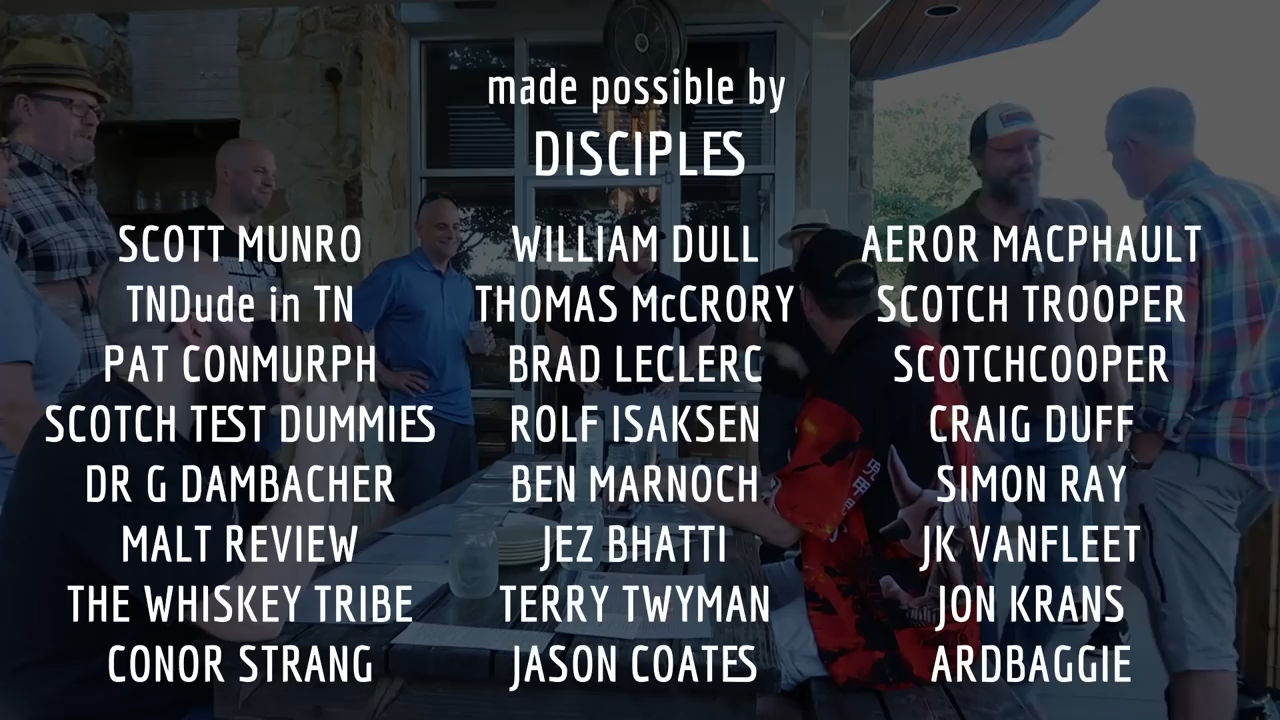 made possible by
DISCIPLES
SCOTT MUNRO
TNDude in TN
PAT CONMURPH
SCOTCH TEST DUMMIES
DR G DAMBACHER
MALT REVIEW
THE WHISKEY TRIBE
CONOR STRANG
WILLIAM DULL
THOMAS McCRORY
BRAD LECLERC
ROLF ISAKSEN
BEN MARNOCH
JEZ BHATTI
TERRY TWYMAN
JASON COATES
AEROR MACPHAULT
SCOTCH TROOPER
SCOTCHCOOPER
CRAIG DUFF
SIMON RAY
JK VANFLEET
JON KRANS
ARDBAGGIE